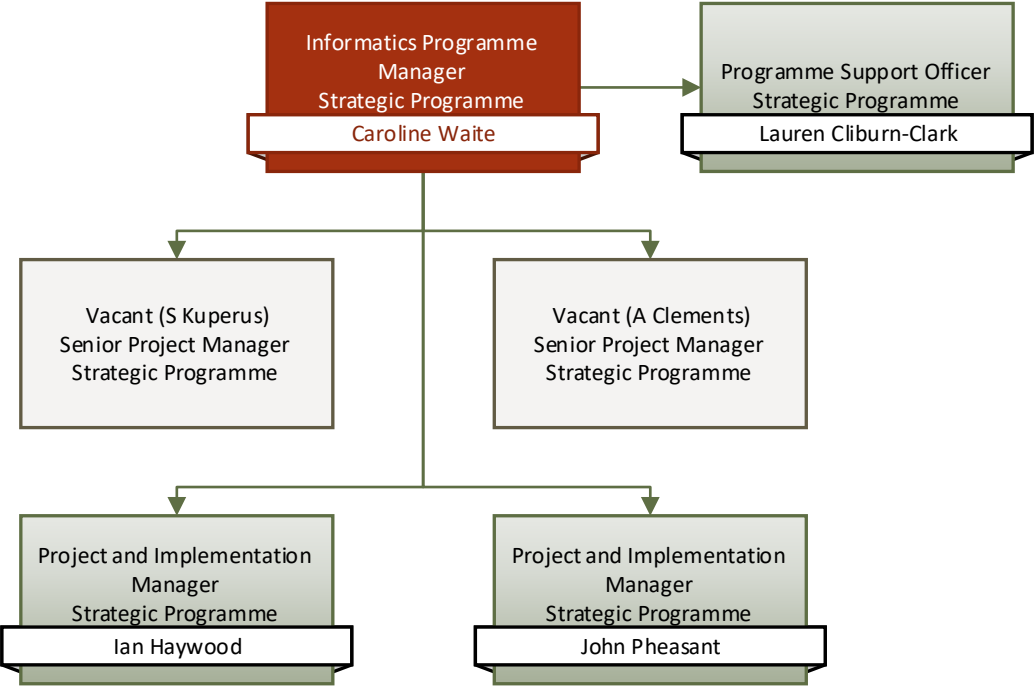 Informatics Programme
Manager
Strategic Programme
Caroline Waite
Programme Support Officer
Strategic Programme
Lauren Cliburn-Clark
Vacant (S Kuperus)
Senior Project Manager
Strategic Programme
Vacant (A Clements)
Senior Project Manager
Strategic Programme
Project and Implementation
Manager
Strategic Programme
Ian Haywood
Project and Implementation
Manager
Strategic Programme
John Pheasant